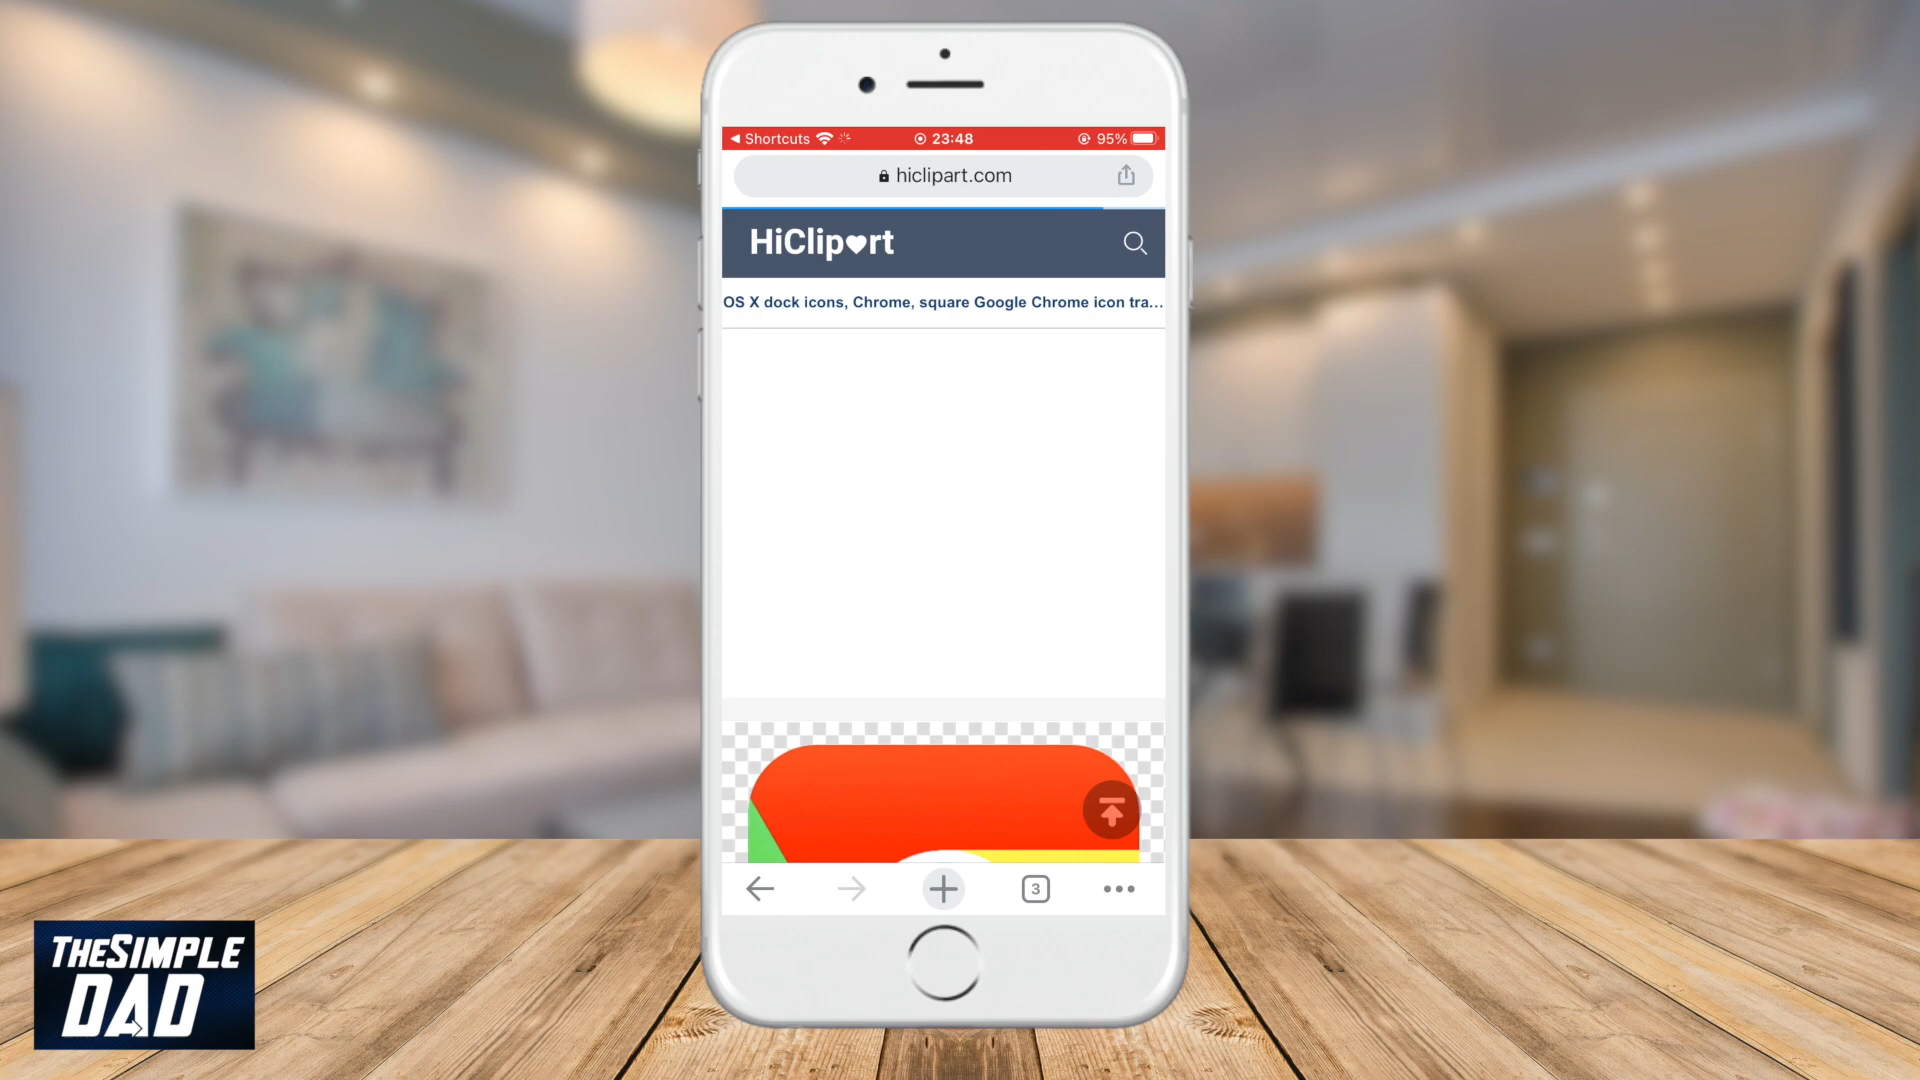 Shortcuts 23:48 95%
hiclipart.com
HiClipart
OS X dock icons, Chrome, square Google Chrome icon tra...
3
THESIMPLE
DAD